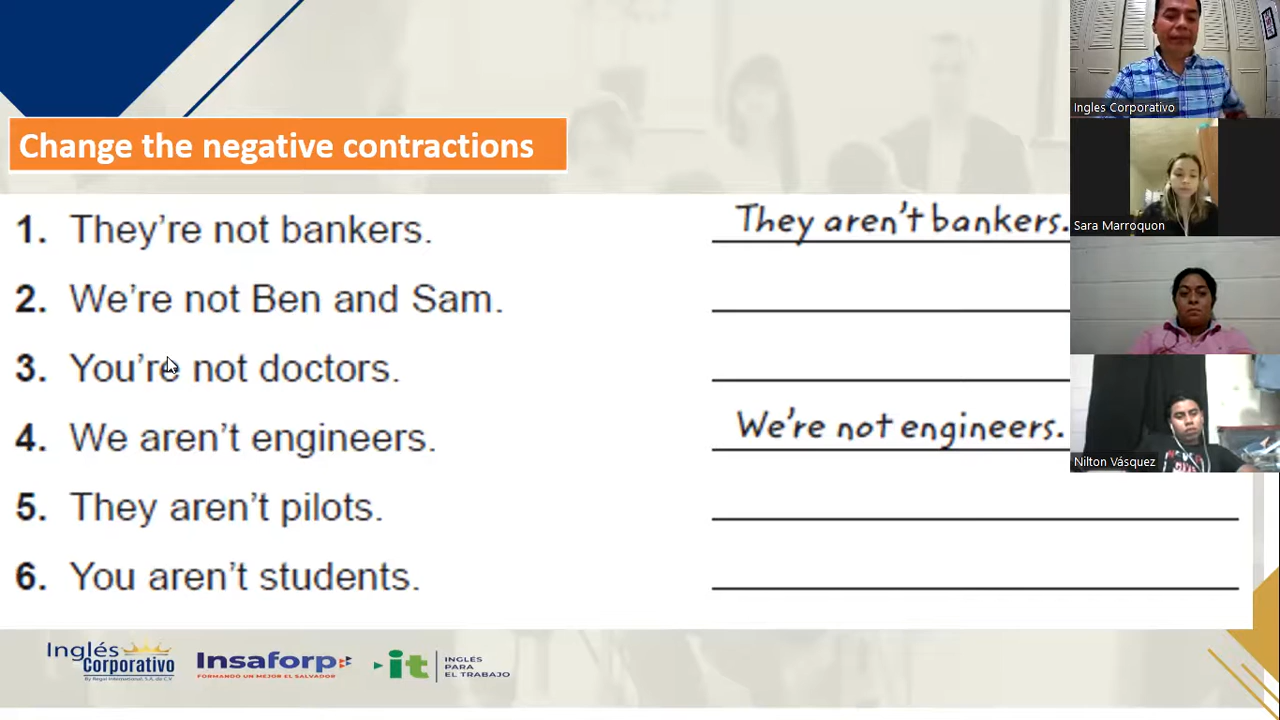 Change the negative contractions
1. They're not bankers. They aren't bankers.
2. We're not Ben and Sam.
3. You're not doctors.
4. We aren't engineers. We're not engineers.
5. They aren't pilots.
6. You aren't students.
Ingles Corporativo
Sara Marroquon
Nilton Vásquez
Inglés
Corporativo
By Regal International, S.A. de C.V.
Insaforp
FORMANDO UN MEJOR EL SALVADOR
it
INGLÉS
PARA
EL TRABAJO